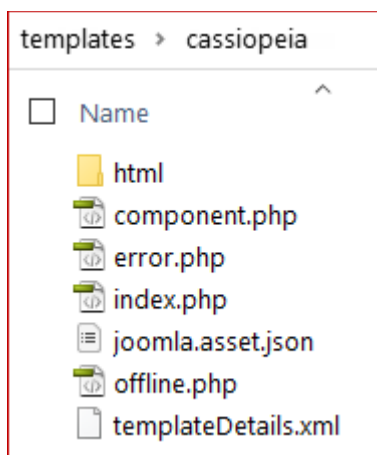 templates > cassiopeia
Name
html
component.php
error.php
index.php
joomla.asset.json
offline.php
templateDetails.xml